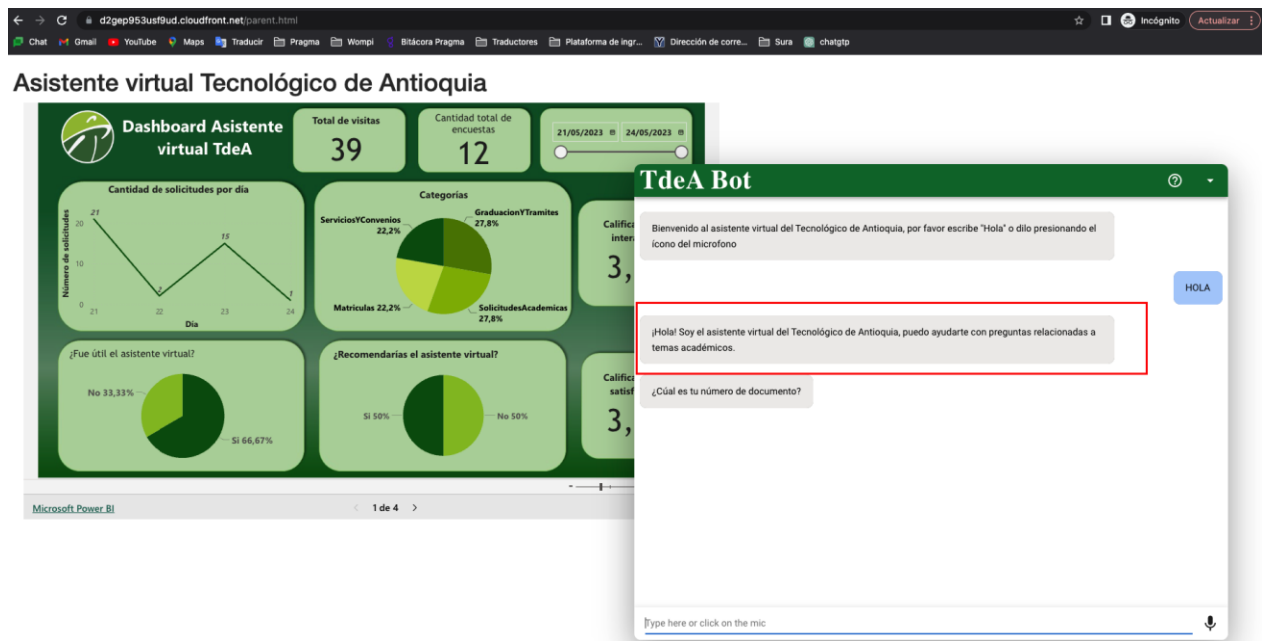 d2gep953usf9ud.cloudfront.net/parent.html
Incógnito
Actualizar
Chat
Gmail
YouTube
Maps
Traducir
Pragma
Wompi
Bitácora Pragma
Traductores
Plataforma de ingr...
Dirección de corre...
Sura
chatgtp
Asistente virtual Tecnológico de Antioquia
Dashboard Asistente
virtual TdeA
Total de visitas
39
Cantidad total de
encuestas
12
21/05/2023
24/05/2023
Cantidad de solicitudes por día
Número de solicitudes
20
10
0
21
2
15
1
21
22
23
24
Día
Categorías
ServiciosYConvenios
22,2%
GraduacionYTramites
27,8%
Matriculas 22,2%
SolicitudesAcademicas
27,8%
Califica
inter
3,
¿Fue útil el asistente virtual?
No 33,33%
Si 66,67%
¿Recomendarías el asistente virtual?
Si 50%
No 50%
Califica
satisf
3,
Microsoft Power BI
1 de 4
TdeA Bot
Bienvenido al asistente virtual del Tecnológico de Antioquia, por favor escribe "Hola" o dilo presionando el
ícono del microfono
HOLA
¡Hola! Soy el asistente virtual del Tecnológico de Antioquia, puedo ayudarte con preguntas relacionadas a
temas académicos.
¿Cúal es tu número de documento?
Type here or click on the mic